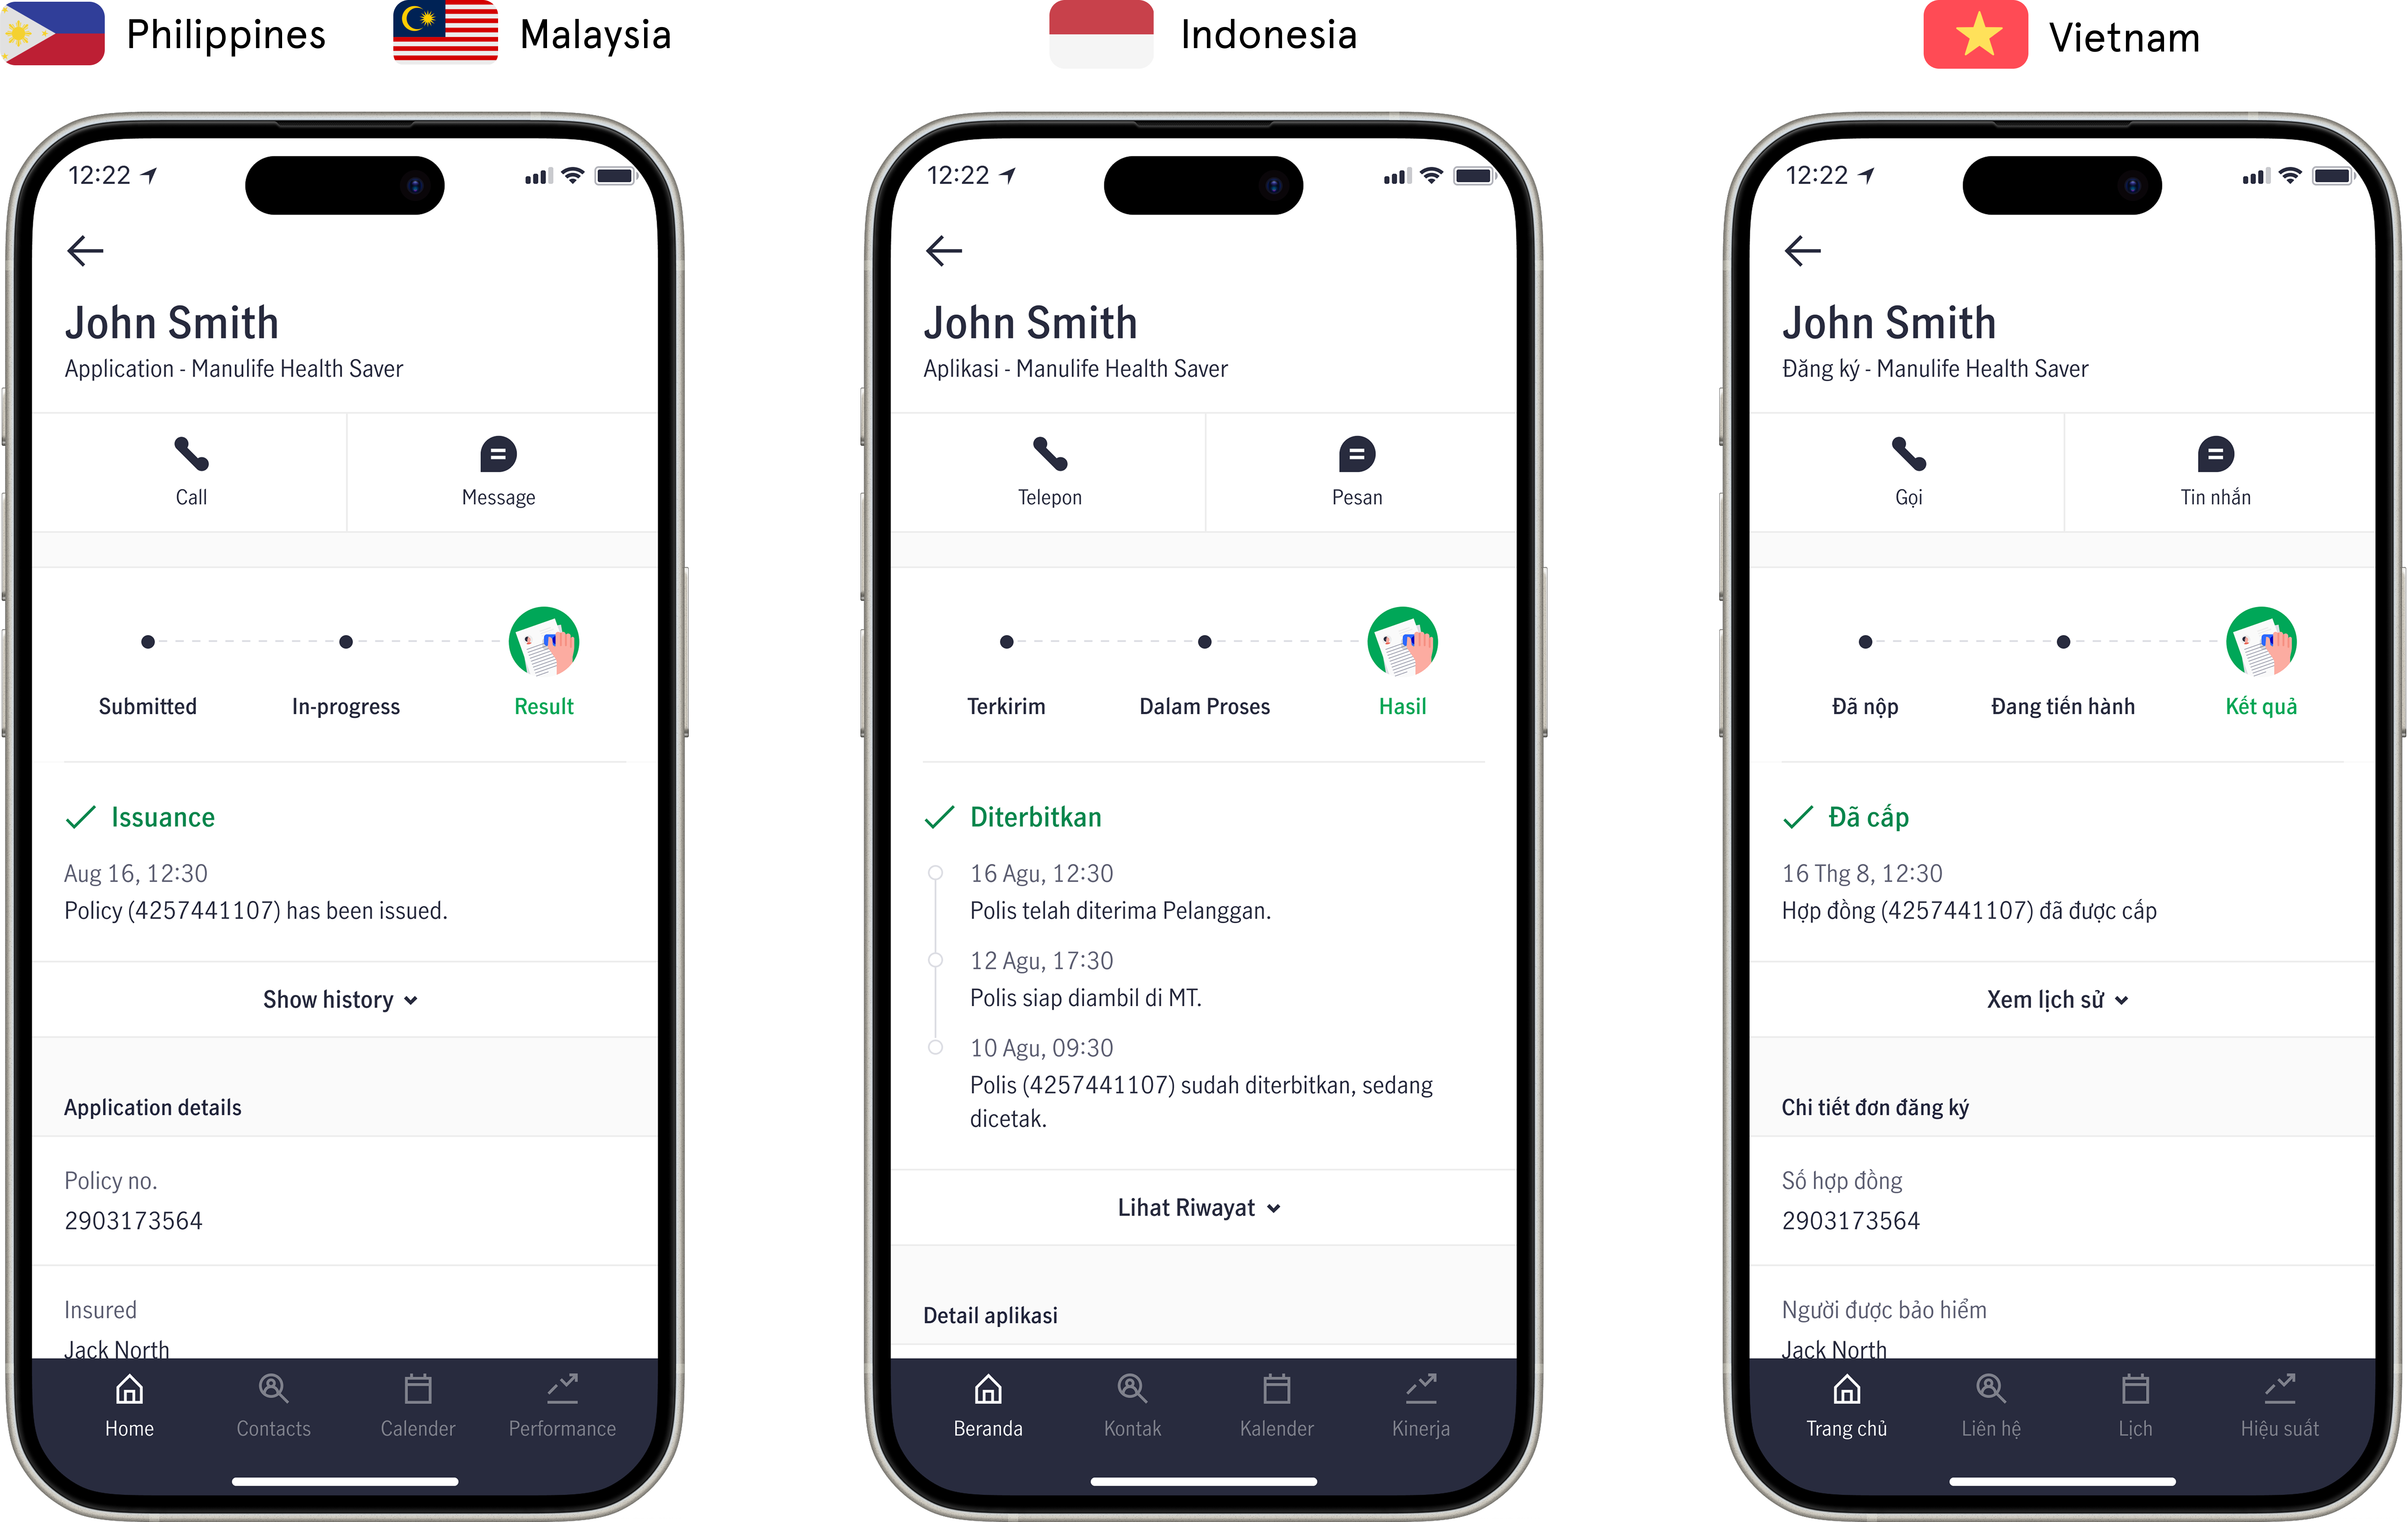 Philippines
Malaysia
Indonesia
Vietnam
12:22
John Smith
Application - Manulife Health Saver
Call
Message
Submitted
In-progress
Result
Issuance
Aug 16, 12:30
Policy (4257441107) has been issued.
Show history
Application details
Policy no.
2903173564
Insured
Jack North
Home
Contacts
Calender
Performance
12:22
John Smith
Aplikasi - Manulife Health Saver
Telepon
Pesan
Terkirim
Dalam Proses
Hasil
Diterbitkan
16 Agu, 12:30
Polis telah diterima Pelanggan.
12 Agu, 17:30
Polis siap diambil di MT.
10 Agu, 09:30
Polis (4257441107) sudah diterbitkan, sedang
dicetak.
Lihat Riwayat
Detail aplikasi
Beranda
Kontak
Kalender
Kinerja
12:22
John Smith
Đăng ký - Manulife Health Saver
Gọi
Tin nhắn
Đã nộp
Đang tiến hành
Kết quả
Đã cấp
16 Thg 8, 12:30
Hợp đồng (4257441107) đã được cấp
Xem lịch sử
Chi tiết đơn đăng ký
Số hợp đồng
2903173564
Người được bảo hiểm
Jack North
Trang chủ
Liên hệ
Lịch
Hiệu suất